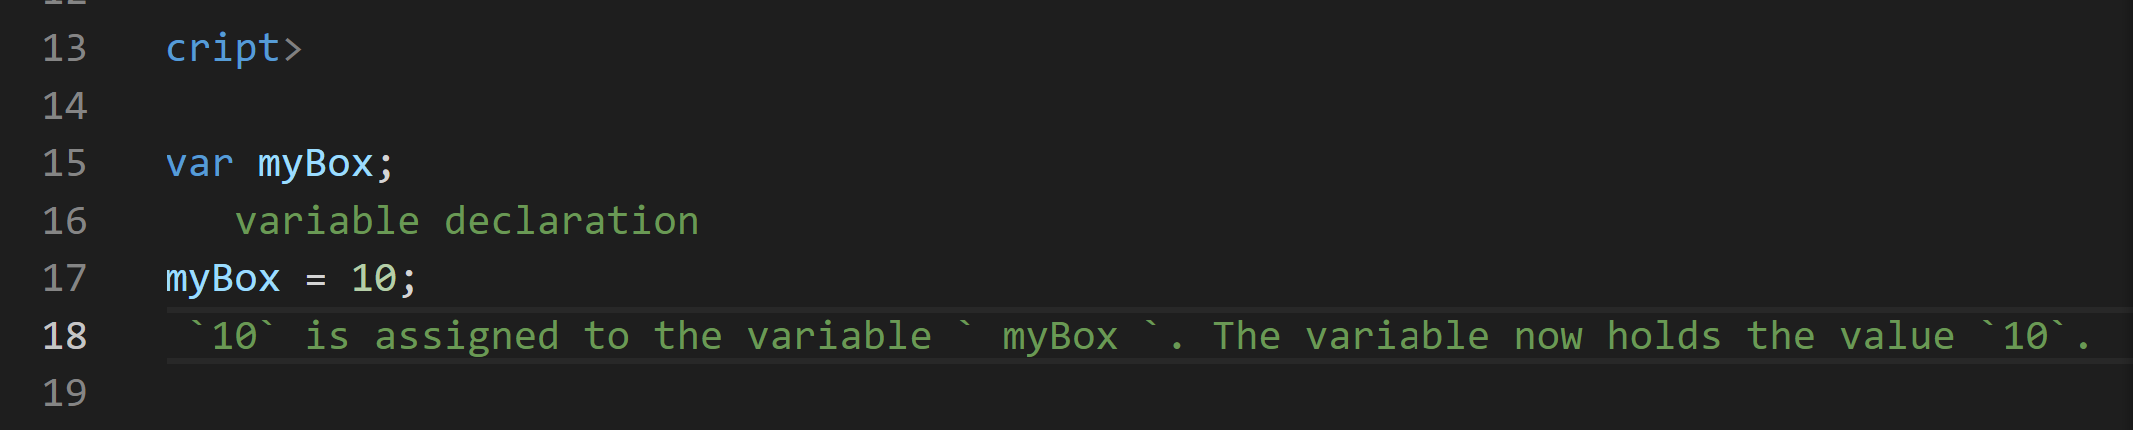 13 cript>
14
15 var myBox;
16 variable declaration
17 myBox = 10;
18 `10` is assigned to the variable ` myBox `. The variable now holds the value `10`.
19